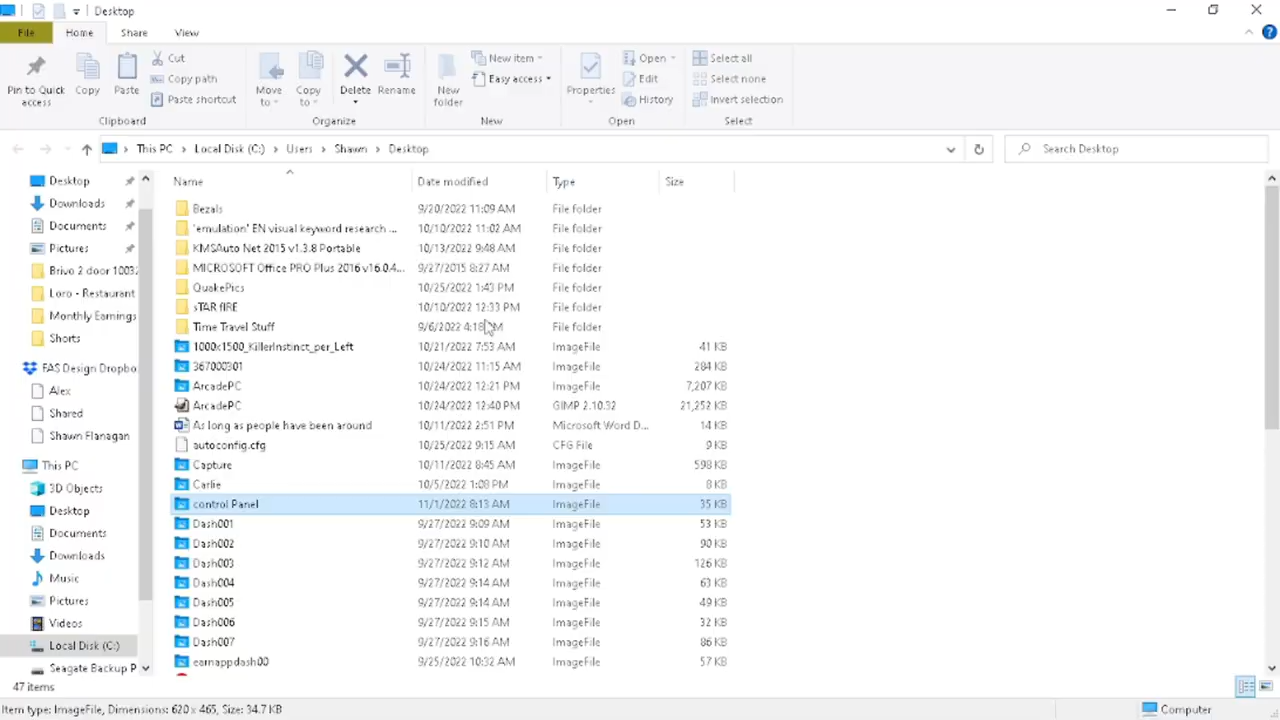 Desktop
File Home Share View
Pin to Quick access
Copy
Paste
Cut
Copy path
Paste shortcut
Clipboard
Move to
Copy to
Delete
Rename
Organize
New folder
New item
Easy access
New
Properties
Open
Edit
History
Open
Select all
Select none
Invert selection
Select
This PC > Local Disk (C:) > Users > Shawn > Desktop
Search Desktop
Desktop
Downloads
Documents
Pictures
Brivo 2 door 1003
Loro - Restaurant
Monthly Earnings
Shorts
FAS Design Dropbo
Alex
Shared
Shawn Flanagan
This PC
3D Objects
Desktop
Documents
Downloads
Music
Pictures
Videos
Local Disk (C:)
Seagate Backup P
Name Date modified Type Size
Bezals 9/20/2022 11:09 AM File folder
'emulation' EN visual keyword research ... 10/10/2022 11:02 AM File folder
KMSAuto Net 2015 v1.3.8 Portable 10/13/2022 9:48 AM File folder
MICROSOFT Office PRO Plus 2016 v16.0.4... 9/27/2015 8:27 AM File folder
QuakePics 10/25/2022 1:43 PM File folder
sTAR fIRE 10/10/2022 12:33 PM File folder
Time Travel Stuff 9/6/2022 4:18 M File folder
1000x1500_KillerInstinct_per_Left 10/21/2022 7:53 AM ImageFile 41 KB
367000301 10/24/2022 11:15 AM ImageFile 284 KB
ArcadePC 10/24/2022 12:21 PM ImageFile 7,207 KB
ArcadePC 10/24/2022 12:40 PM GIMP 2.10.32 21,252 KB
As long as people have been around 10/11/2022 2:51 PM Microsoft Word D... 14 KB
autoconfig.cfg 10/25/2022 9:15 AM CFG File 9 KB
Capture 10/11/2022 8:45 AM ImageFile 598 KB
Carlie 10/5/2022 1:08 PM ImageFile 8 KB
control Panel 11/1/2022 8:13 AM ImageFile 35 KB
Dash001 9/27/2022 9:09 AM ImageFile 53 KB
Dash002 9/27/2022 9:10 AM ImageFile 90 KB
Dash003 9/27/2022 9:12 AM ImageFile 126 KB
Dash004 9/27/2022 9:14 AM ImageFile 63 KB
Dash005 9/27/2022 9:14 AM ImageFile 49 KB
Dash006 9/27/2022 9:15 AM ImageFile 32 KB
Dash007 9/27/2022 9:16 AM ImageFile 86 KB
earnappdash00 9/25/2022 10:32 AM ImageFile 57 KB
47 items
Item type: ImageFile, Dimensions: 620 x 465, Size: 34.7 KB
Computer